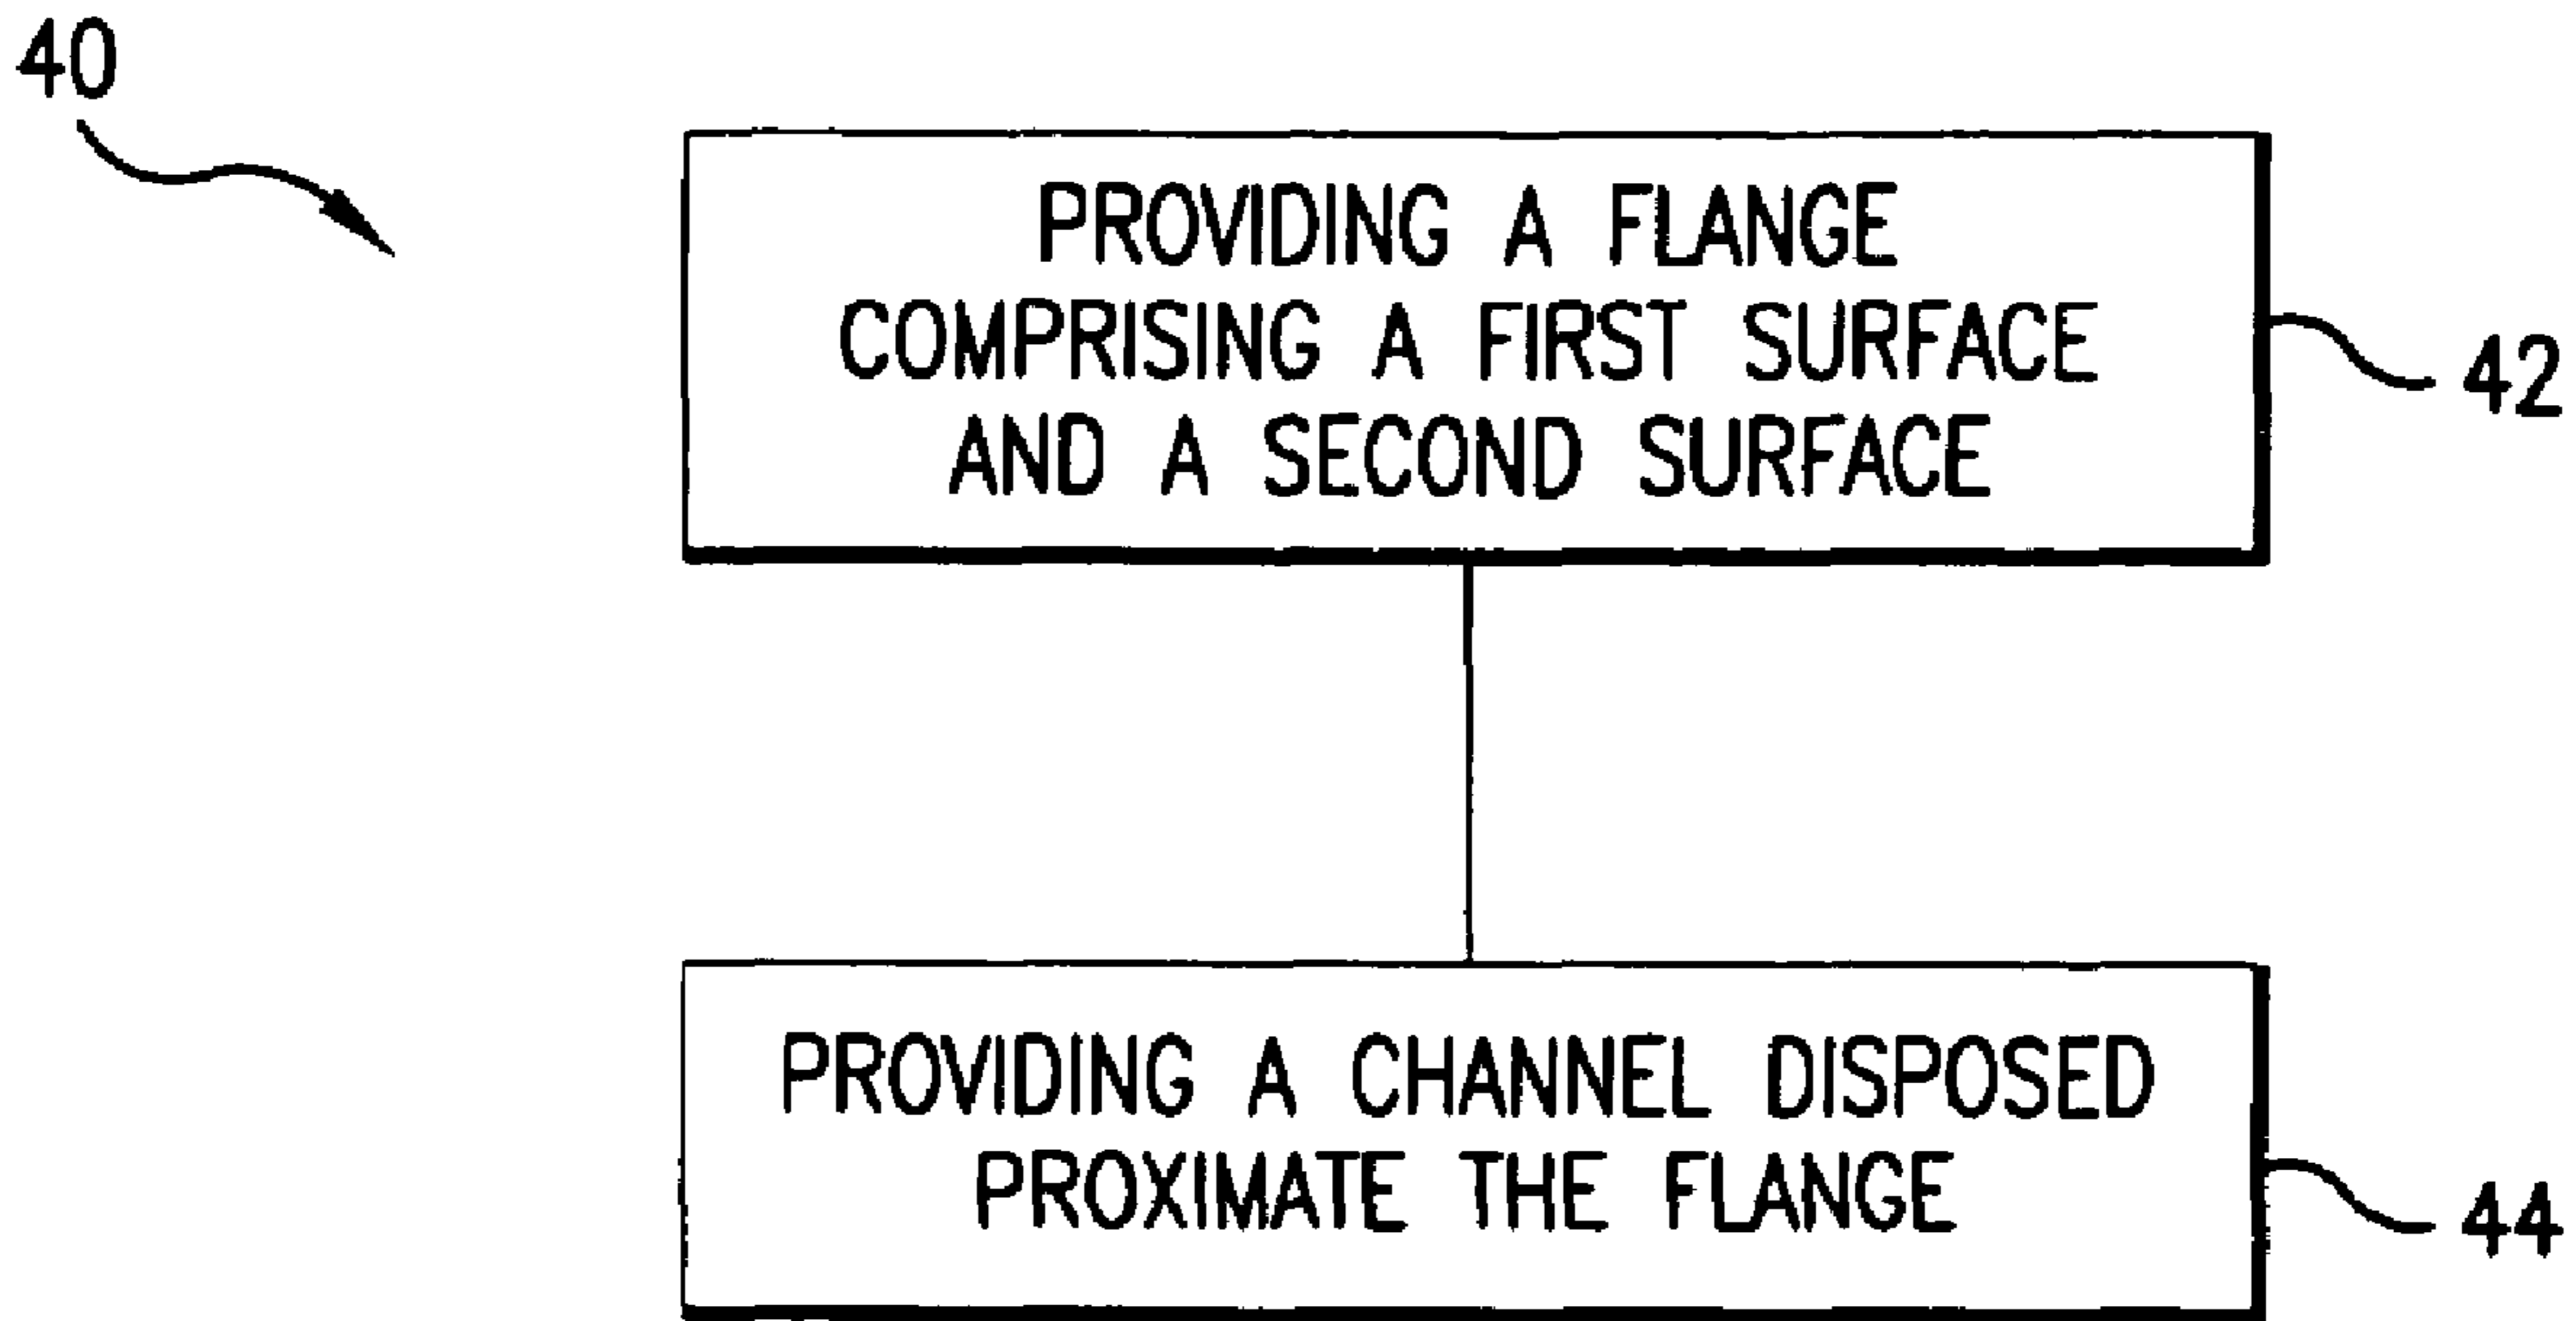 40
PROVIDING A FLANGE
COMPRISING A FIRST SURFACE
AND A SECOND SURFACE
42
PROVIDING A CHANNEL DISPOSED
PROXIMATE THE FLANGE
44